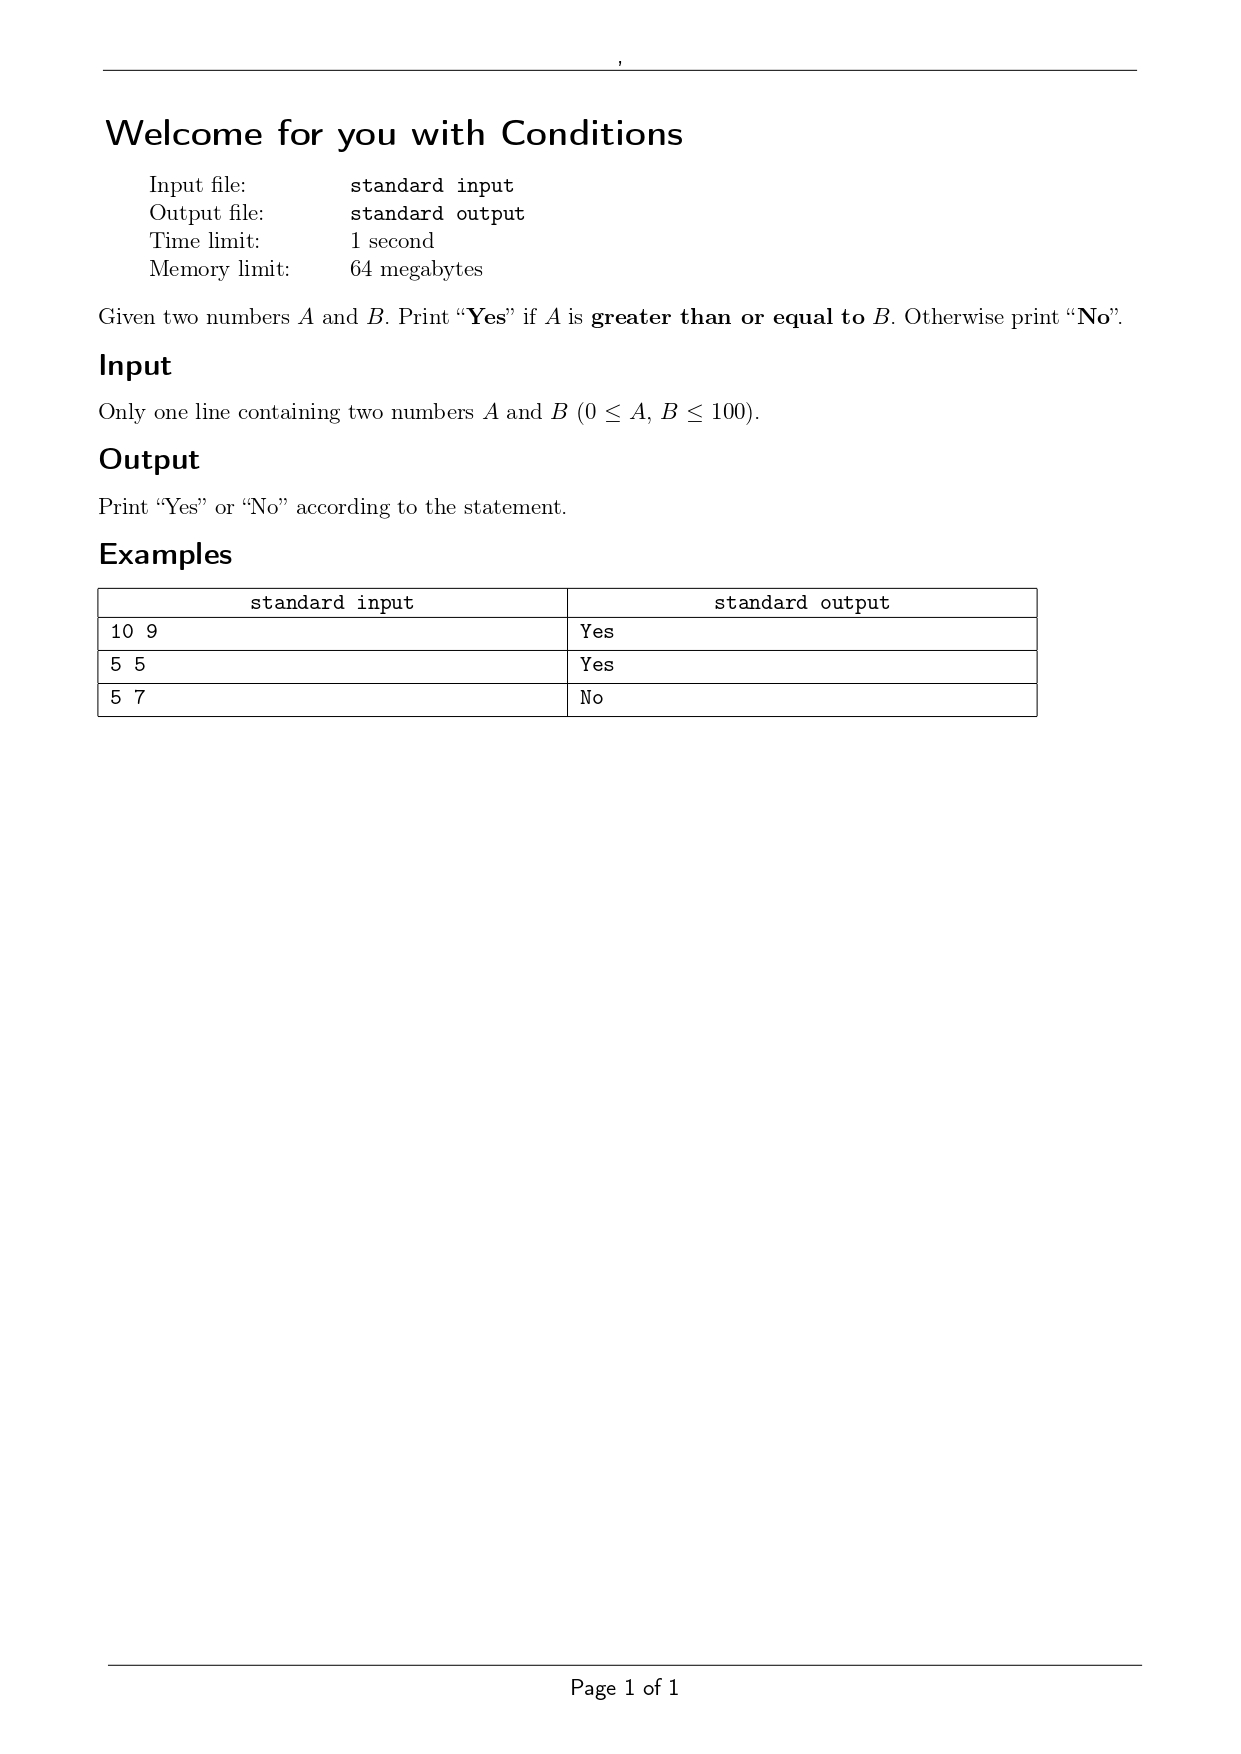 ,
Welcome for you with Conditions
Input file: standard input
Output file: standard output
Time limit: 1 second
Memory limit: 64 megabytes
Given two numbers A and B. Print “Yes” if A is greater than or equal to B. Otherwise print “No”.
Input
Only one line containing two numbers A and B (0 ≤ A, B ≤ 100).
Output
Print “Yes” or “No” according to the statement.
Examples
standard input standard output
10 9 Yes
5 5 Yes
5 7 No
Page 1 of 1